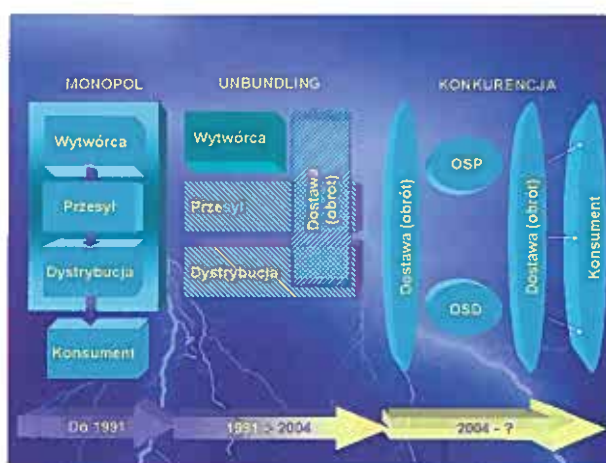 MONOPOL
UNBUNDLING
KONKURENCJA
Wytwórca
Przesył
Dystrybucja
Konsument
Wytwórca
Przesył
Dystrybucja
Dostawa
(obrót)
Dostawa (obrót)
OSP
OSD
Dostawa (obrót)
Konsument
Do 1991
1991 - 2004
2004 - ?